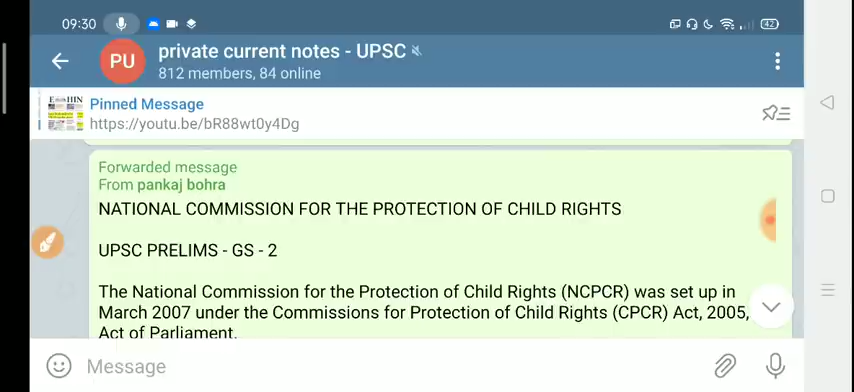 09:30
42
PU
private current notes - UPSC
812 members, 84 online
Pinned Message
https://youtu.be/bR88wt0y4Dg
Forwarded message
From pankaj bohra
NATIONAL COMMISSION FOR THE PROTECTION OF CHILD RIGHTS
UPSC PRELIMS - GS - 2
The National Commission for the Protection of Child Rights (NCPCR) was set up in
March 2007 under the Commissions for Protection of Child Rights (CPCR) Act, 2005,
Act of Parliament.
Message